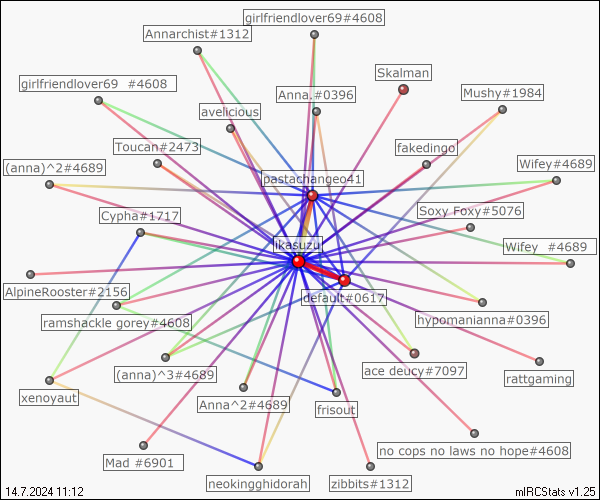 girlfriendlover69#4608
Annarchist#1312
Skalman
girlfriendlover69 #4608
Anna.#0396
Mushy#1984
avelicious
Toucan#2473
fakedingo
(anna)^2#4689
Wifey#4689
pastachangeo41
Cypha#1717
Soxy Foxy#5076
ikasuzu
Wifey #4689
AlpineRooster#2156
default#0617
ramshackle gorey#4608
hypomanianna#0396
(anna)^3#4689
ace deucy#7097
rattgaming
xenoyaut
Anna^2#4689
frisout
no cops no laws no hope#4608
Mad #6901
neokingghidorah
zibbits#1312
14.7.2024 11:12
mIRCStats v1.25